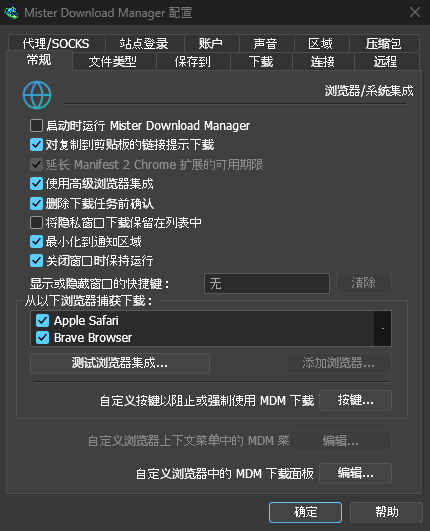 Mister Download Manager 配置
代理/SOCKS 站点登录 账户 声音 区域 压缩包
常规 文件类型 保存到 下载 连接 远程
浏览器/系统集成
启动时运行 Mister Download Manager
对复制到剪贴板的链接提示下载
延长 Manifest 2 Chrome 扩展的可用期限
使用高级浏览器集成
删除下载任务前确认
将隐私窗口下载保留在列表中
最小化到通知区域
关闭窗口时保持运行
显示或隐藏窗口的快捷键： 无 清除
从以下浏览器捕获下载：
Apple Safari
Brave Browser
测试浏览器集成... 添加浏览器...
自定义按键以阻止或强制使用 MDM 下载 按键...
自定义浏览器上下文菜单中的 MDM 菜 编辑...
自定义浏览器中的 MDM 下载面板 编辑...
确定 帮助